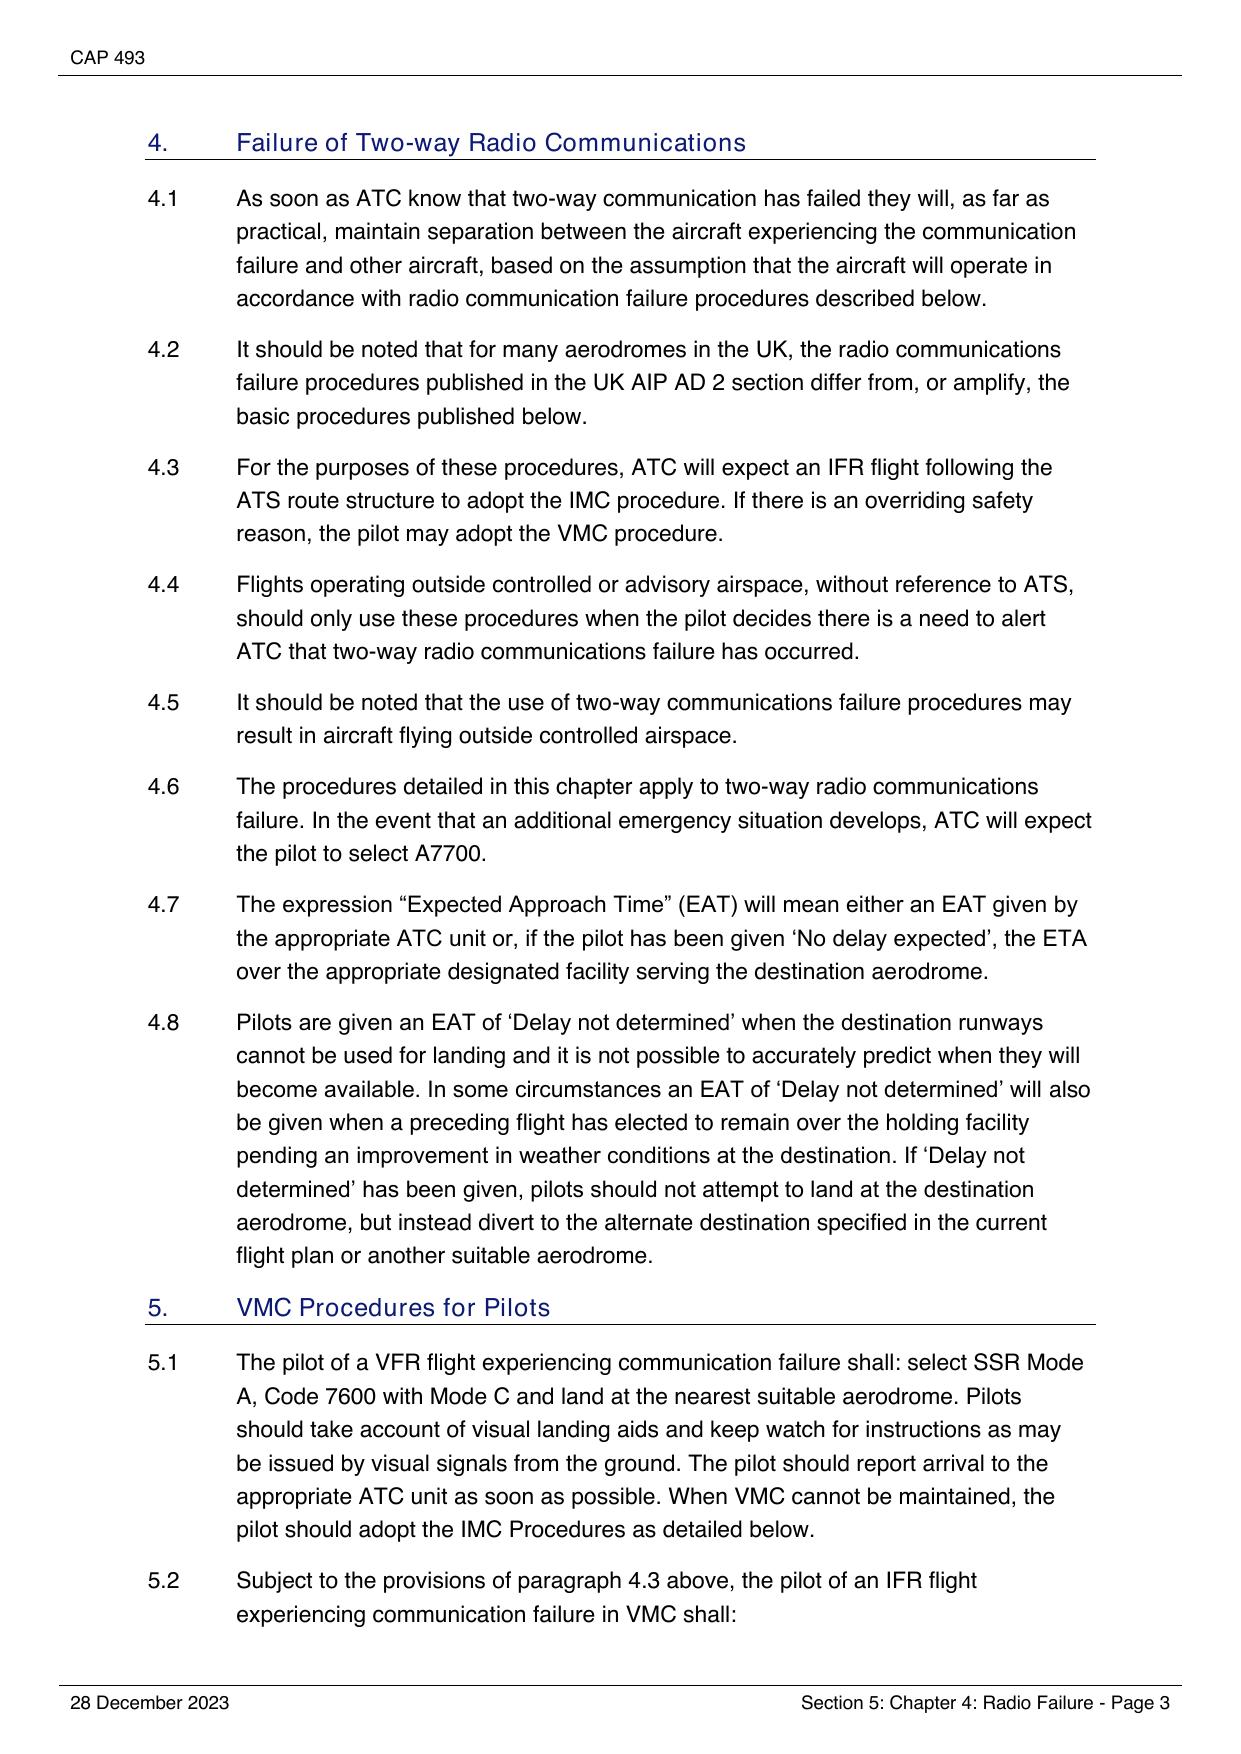 CAP 493
4. Failure of Two-way Radio Communications
4.1 As soon as ATC know that two-way communication has failed they will, as far as
practical, maintain separation between the aircraft experiencing the communication
failure and other aircraft, based on the assumption that the aircraft will operate in
accordance with radio communication failure procedures described below.
4.2 It should be noted that for many aerodromes in the UK, the radio communications
failure procedures published in the UK AIP AD 2 section differ from, or amplify, the
basic procedures published below.
4.3 For the purposes of these procedures, ATC will expect an IFR flight following the
ATS route structure to adopt the IMC procedure. If there is an overriding safety
reason, the pilot may adopt the VMC procedure.
4.4 Flights operating outside controlled or advisory airspace, without reference to ATS,
should only use these procedures when the pilot decides there is a need to alert
ATC that two-way radio communications failure has occurred.
4.5 It should be noted that the use of two-way communications failure procedures may
result in aircraft flying outside controlled airspace.
4.6 The procedures detailed in this chapter apply to two-way radio communications
failure. In the event that an additional emergency situation develops, ATC will expect
the pilot to select A7700.
4.7 The expression “Expected Approach Time” (EAT) will mean either an EAT given by
the appropriate ATC unit or, if the pilot has been given ‘No delay expected’, the ETA
over the appropriate designated facility serving the destination aerodrome.
4.8 Pilots are given an EAT of ‘Delay not determined’ when the destination runways
cannot be used for landing and it is not possible to accurately predict when they will
become available. In some circumstances an EAT of ‘Delay not determined’ will also
be given when a preceding flight has elected to remain over the holding facility
pending an improvement in weather conditions at the destination. If ‘Delay not
determined’ has been given, pilots should not attempt to land at the destination
aerodrome, but instead divert to the alternate destination specified in the current
flight plan or another suitable aerodrome.
5. VMC Procedures for Pilots
5.1 The pilot of a VFR flight experiencing communication failure shall: select SSR Mode
A, Code 7600 with Mode C and land at the nearest suitable aerodrome. Pilots
should take account of visual landing aids and keep watch for instructions as may
be issued by visual signals from the ground. The pilot should report arrival to the
appropriate ATC unit as soon as possible. When VMC cannot be maintained, the
pilot should adopt the IMC Procedures as detailed below.
5.2 Subject to the provisions of paragraph 4.3 above, the pilot of an IFR flight
experiencing communication failure in VMC shall:
28 December 2023 Section 5: Chapter 4: Radio Failure - Page 3